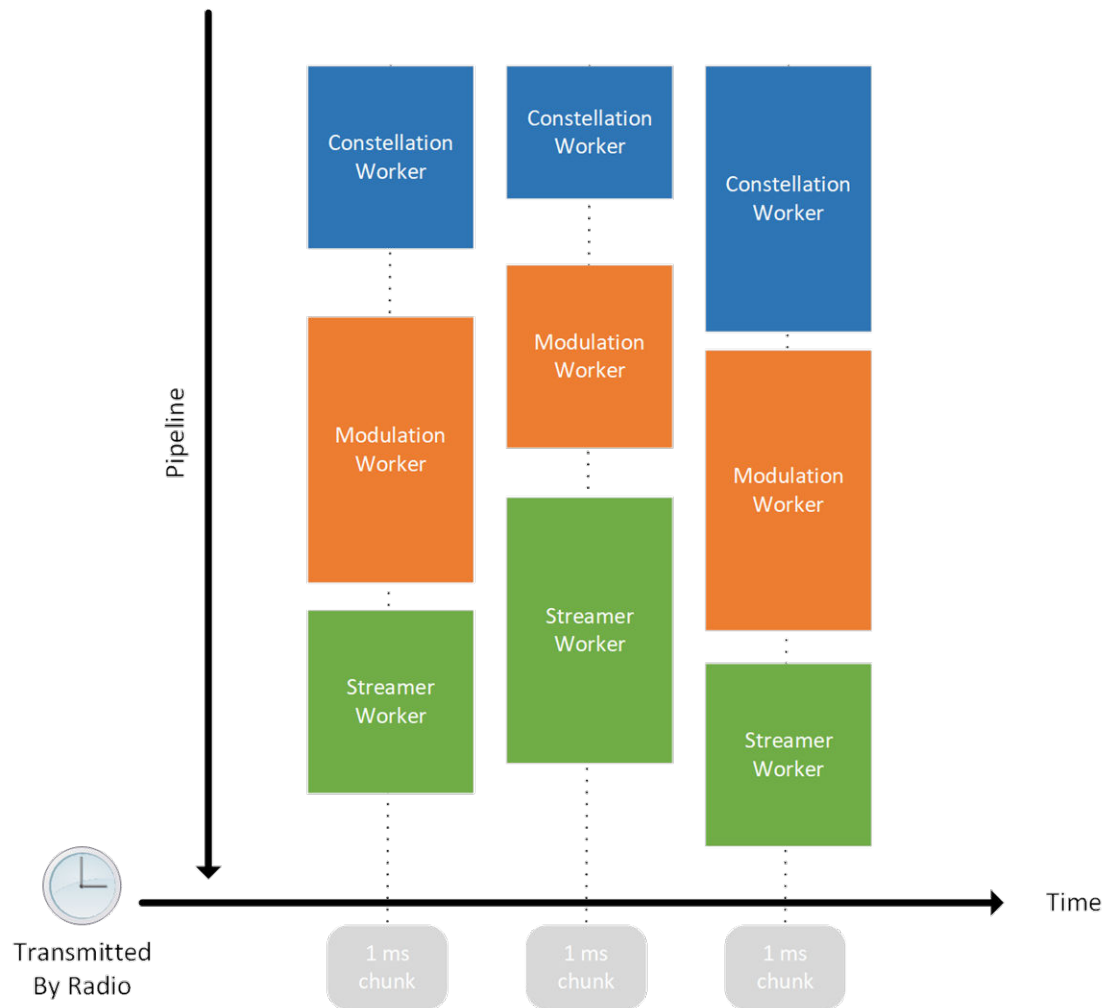 Constellation
Worker
Constellation
Worker
Constellation
Worker
Modulation
Worker
Modulation
Worker
Modulation
Worker
Pipeline
Streamer
Worker
Streamer
Worker
Streamer
Worker
Time
Transmitted
By Radio
1 ms
chunk
1 ms
chunk
1 ms
chunk